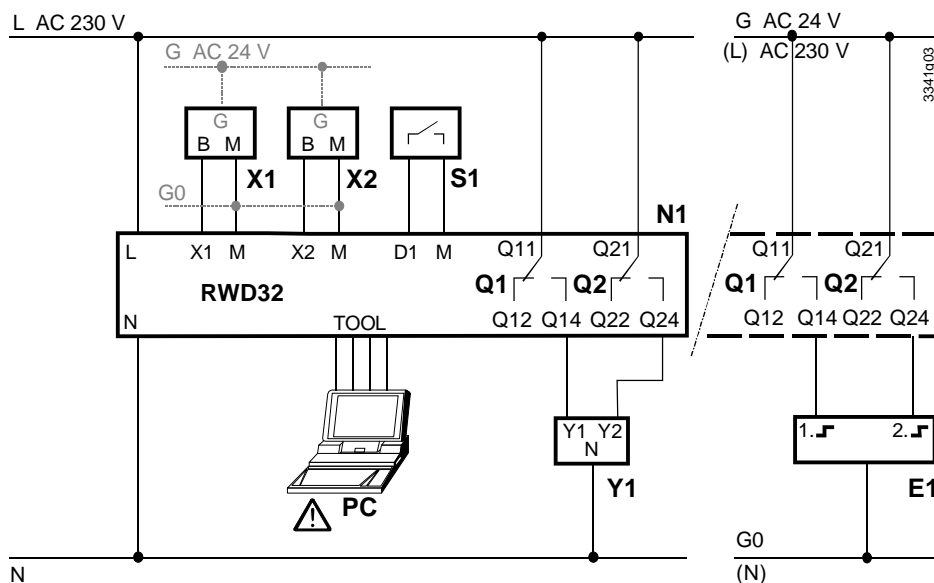 L AC 230 V
G AC 24 V
G AC 24 V
(L) AC 230 V
3341a03
G G
B M B M
X1 X2 S1
G0
N1
L X1 M X2 M D1 M Q11 Q21
Q11 Q21
RWD32
Q1 Q2
Q1 Q2
N TOOL Q12 Q14 Q22 Q24
Q12 Q14 Q22 Q24
Y1 Y2
N
1. 2.
PC
Y1
E1
G0
N
(N)